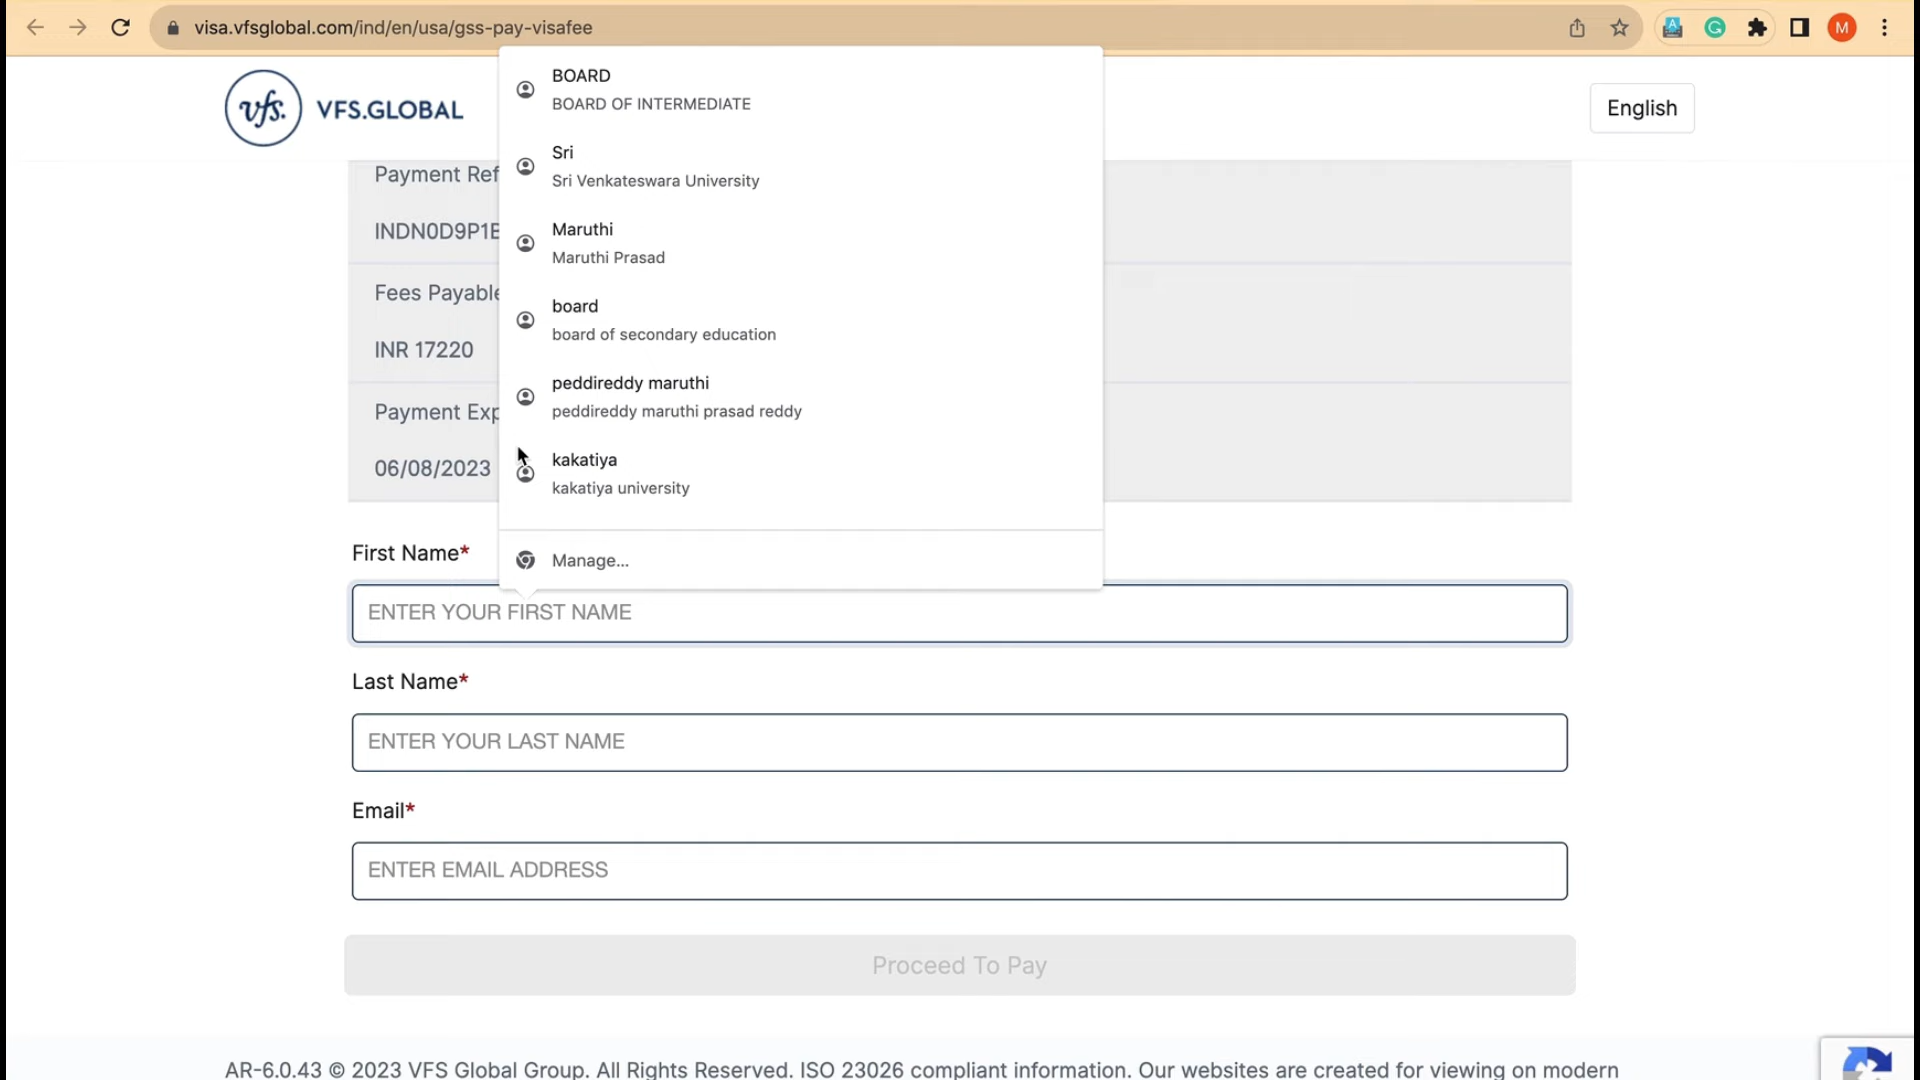 visa.vfsglobal.com/ind/en/usa/gss-pay-visafee
M
vfs.
VFS.GLOBAL
English
Payment Ref
INDN0D9P1E
Fees Payable
INR 17220
Payment Exp
06/08/2023
BOARD
BOARD OF INTERMEDIATE
Sri
Sri Venkateswara University
Maruthi
Maruthi Prasad
board
board of secondary education
peddireddy maruthi
peddireddy maruthi prasad reddy
kakatiya
kakatiya university
Manage...
First Name*
ENTER YOUR FIRST NAME
Last Name*
ENTER YOUR LAST NAME
Email*
ENTER EMAIL ADDRESS
Proceed To Pay
AR-6.0.43 © 2023 VFS Global Group. All Rights Reserved. ISO 23026 compliant information. Our websites are created for viewing on modern